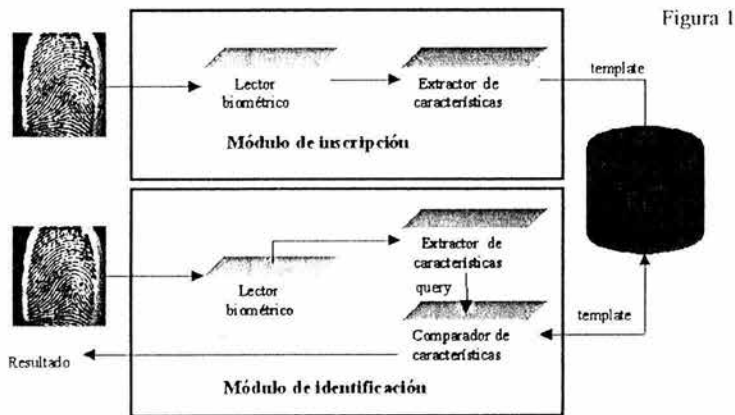 Figura 1
Lector
biométrico
Extractor de
características
template
Módulo de inscripción
Extractor de
características
query
Lector
biométrico
Comparador de
características
template
Resultado
Módulo de identificación